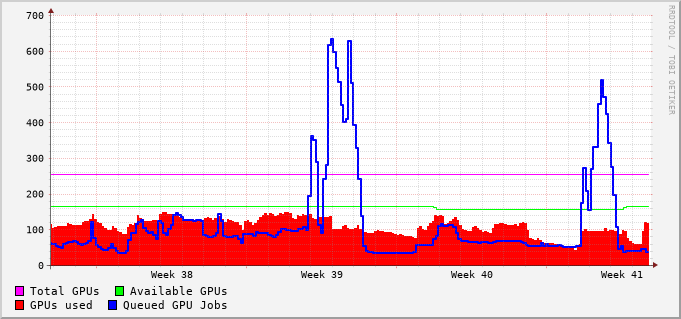 700
600
500
400
300
200
100
0
Week 38 Week 39 Week 40 Week 41
Total GPUs Available GPUs
GPUs used Queued GPU Jobs
RRDTOOL / TOBI OETIKER